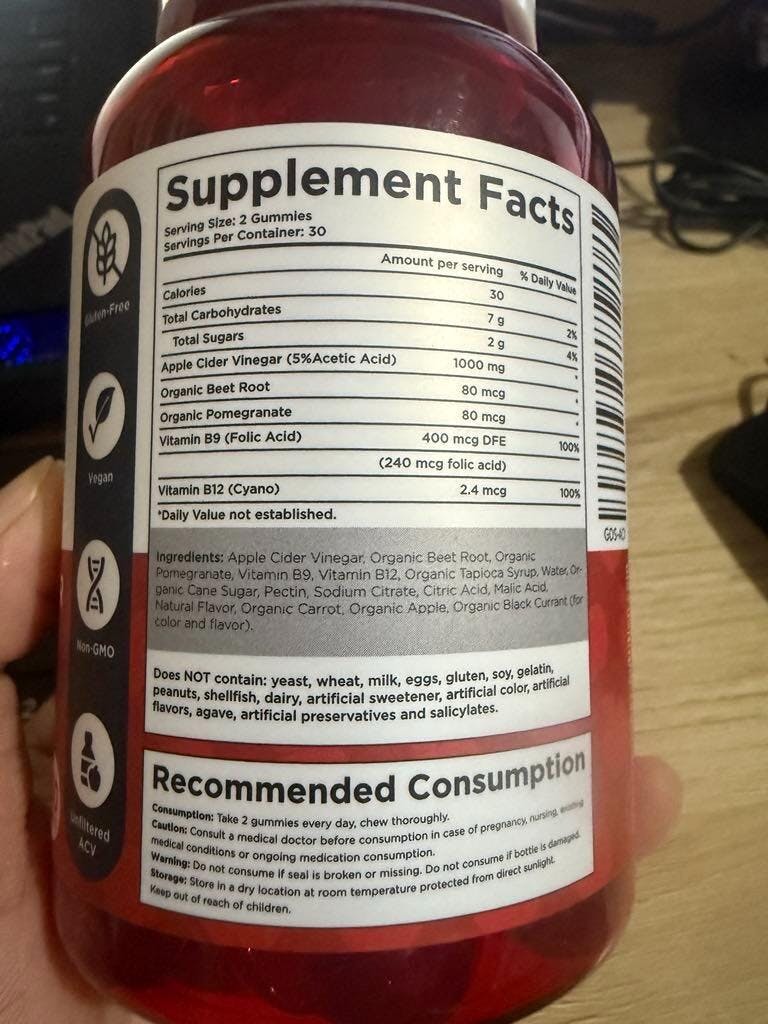 Supplement Facts
Serving Size: 2 Gummies
Servings Per Container: 30
Amount per serving % Daily Value
Calories 30
Total Carbohydrates 7 g 2%
Total Sugars 2 g 4%
Apple Cider Vinegar (5%Acetic Acid) 1000 mg *
Organic Beet Root 80 mcg *
Organic Pomegranate 80 mcg *
Vitamin B9 (Folic Acid) 400 mcg DFE 100%
(240 mcg folic acid)
Vitamin B12 (Cyano) 2.4 mcg 100%
*Daily Value not established.
Ingredients: Apple Cider Vinegar, Organic Beet Root, Organic
Pomegranate, Vitamin B9, Vitamin B12, Organic Tapioca Syrup, Water, Or-
ganic Cane Sugar, Pectin, Sodium Citrate, Citric Acid, Malic Acid,
Natural Flavor, Organic Carrot, Organic Apple, Organic Black Currant (for
color and flavor).
Does NOT contain: yeast, wheat, milk, eggs, gluten, soy, gelatin,
peanuts, shellfish, dairy, artificial sweetener, artificial color, artificial
flavors, agave, artificial preservatives and salicylates.
Recommended Consumption
Consumption: Take 2 gummies every day, chew thoroughly.
Caution: Consult a medical doctor before consumption in case of pregnancy, nursing, existing
medical conditions or ongoing medication consumption.
Warning: Do not consume if seal is broken or missing. Do not consume if bottle is damaged.
Storage: Store in a dry location at room temperature protected from direct sunlight.
Keep out of reach of children.
Gluten-Free
Vegan
Non-GMO
Unfiltered
ACV